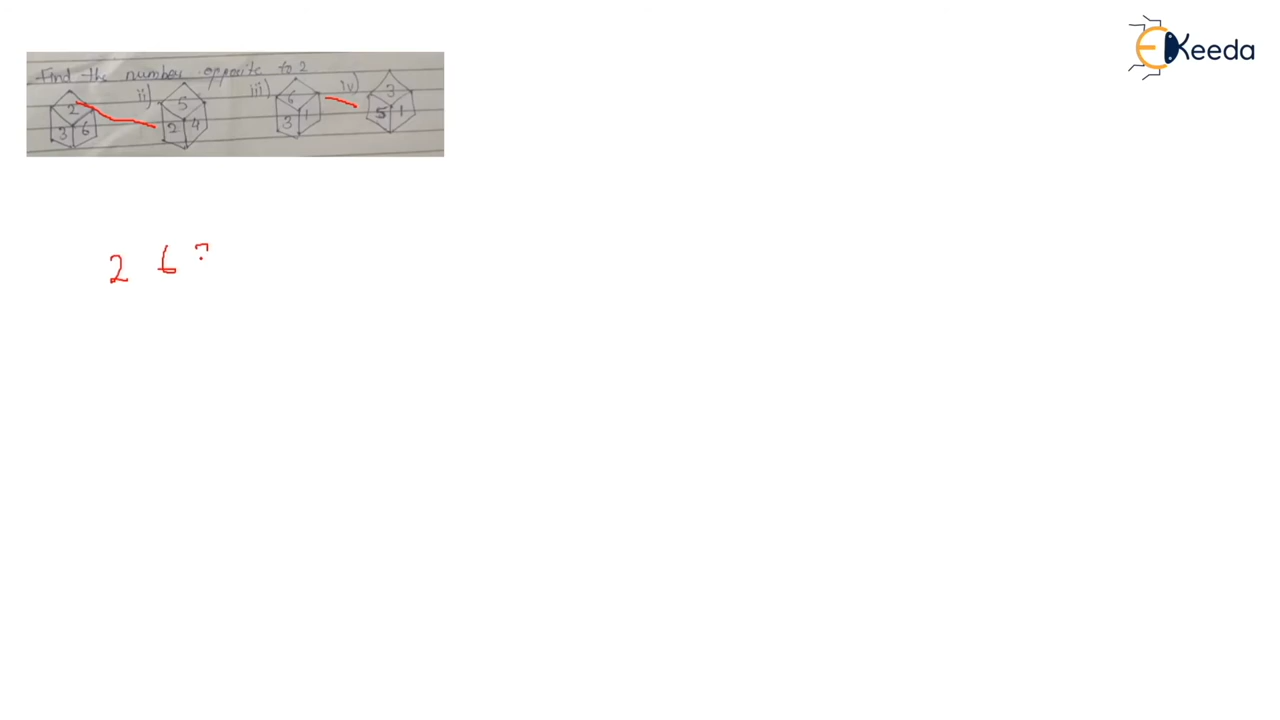 EKeeda
Find the number opposite to 2
ii) iii) iv)
2 5 6 3
3 6 2 4 3 1 5 1
2 6 ?